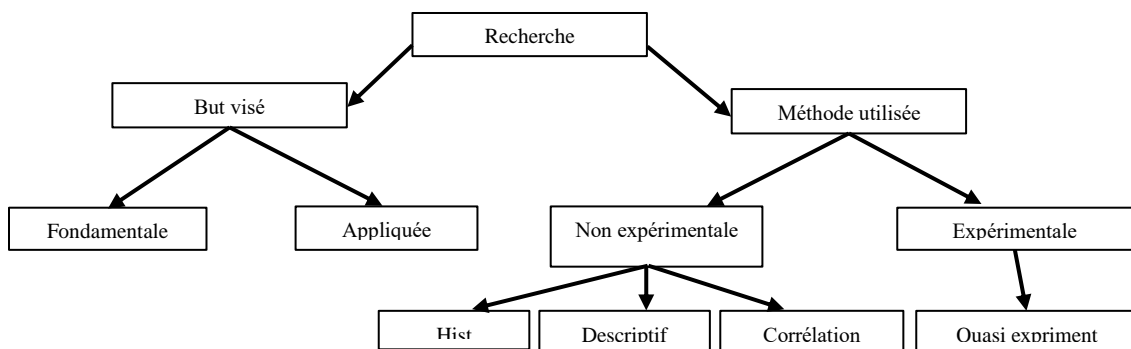 Recherche
But visé
Méthode utilisée
Fondamentale
Appliquée
Non expérimentale
Expérimentale
Hist
Descriptif
Corrélation
Quasi expriment